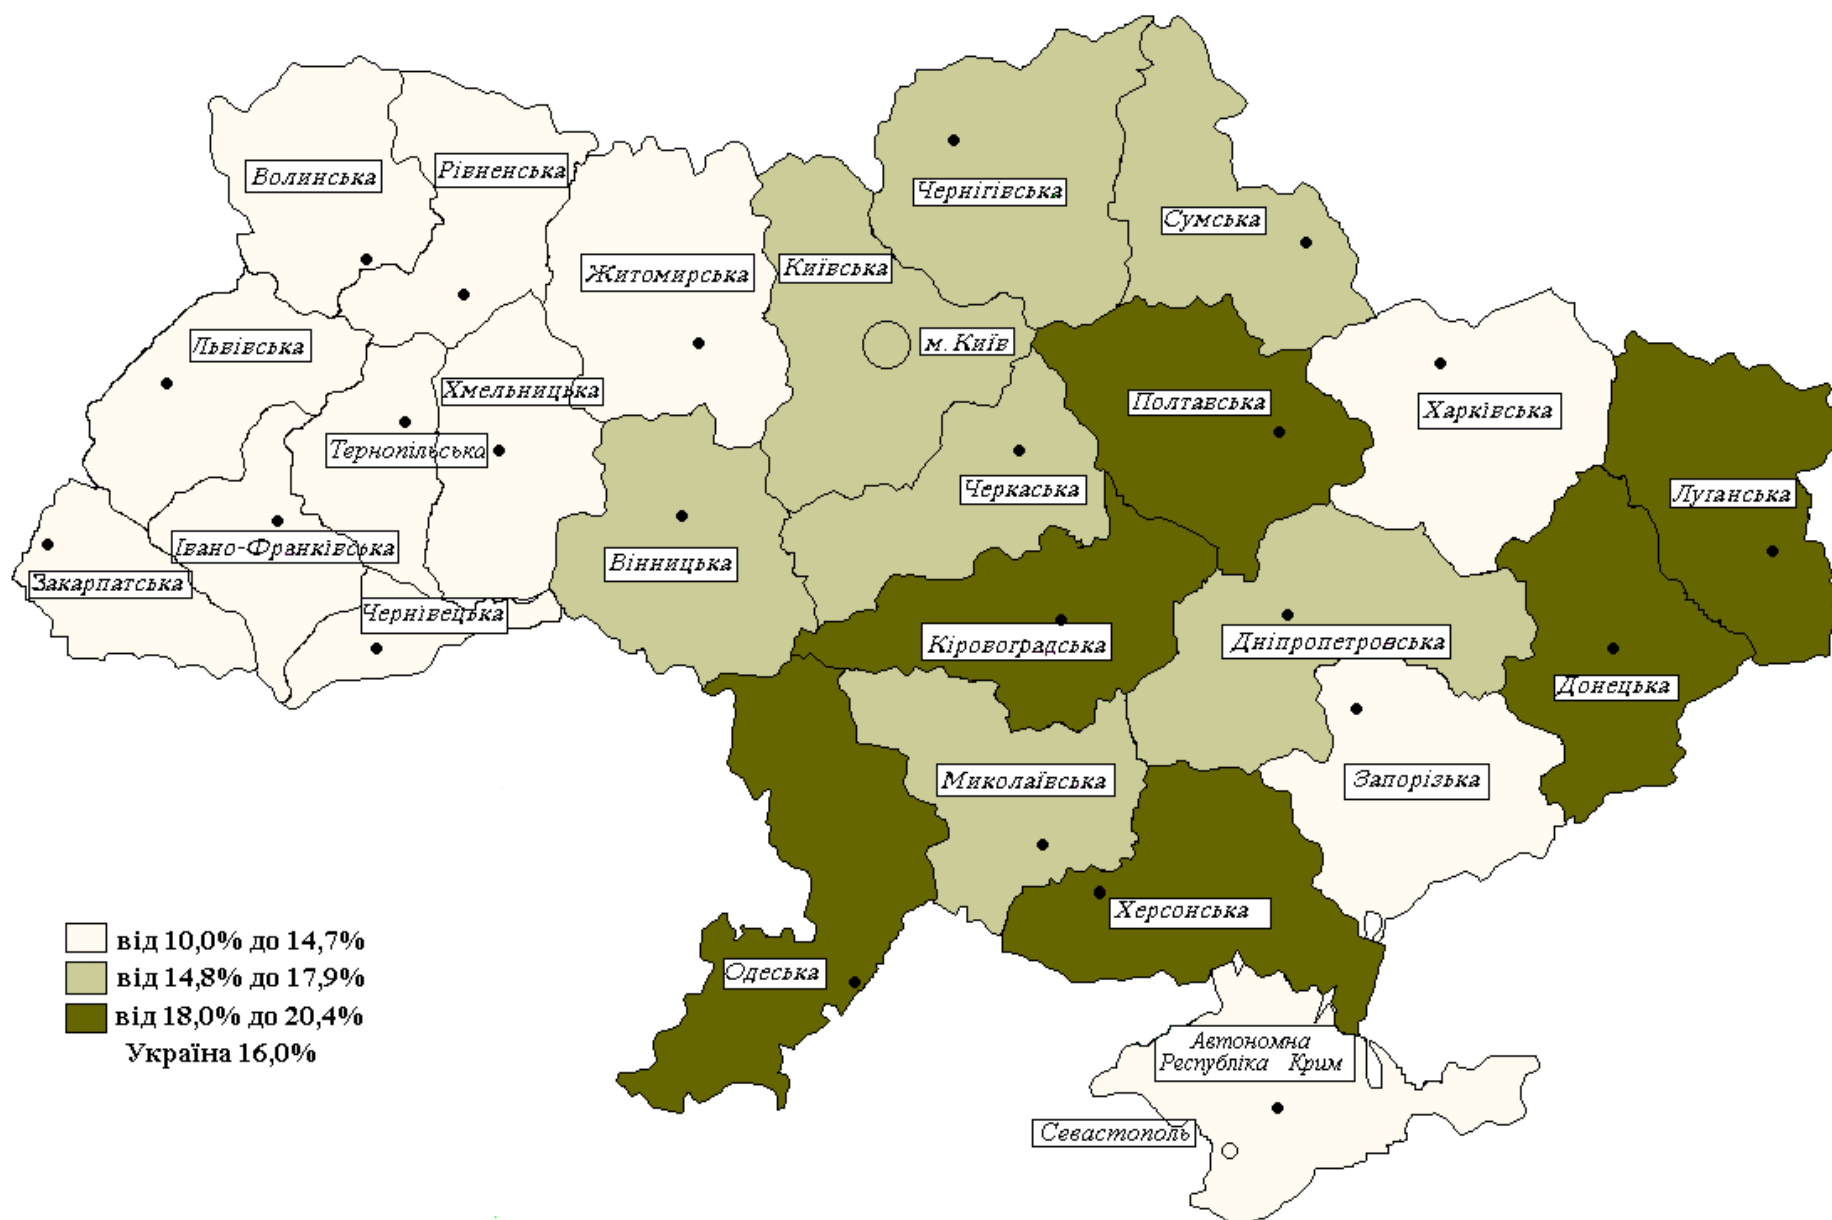 Волинська
Рівненська
Чернігівська
Сумська
Житомирська
Київська
м. Київ
Львівська
Хмельницька
Полтавська
Харківська
Тернопільська
Черкаська
Луганська
Івано-Франківська
Вінницька
Закарпатська
Чернівецька
Кіровоградська
Дніпропетровська
Донецька
Миколаївська
Запорізька
Херсонська
Одеська
від 10,0% до 14,7%
від 14,8% до 17,9%
від 18,0% до 20,4%
Україна 16,0%
Автономна
Республіка Крим
Севастополь